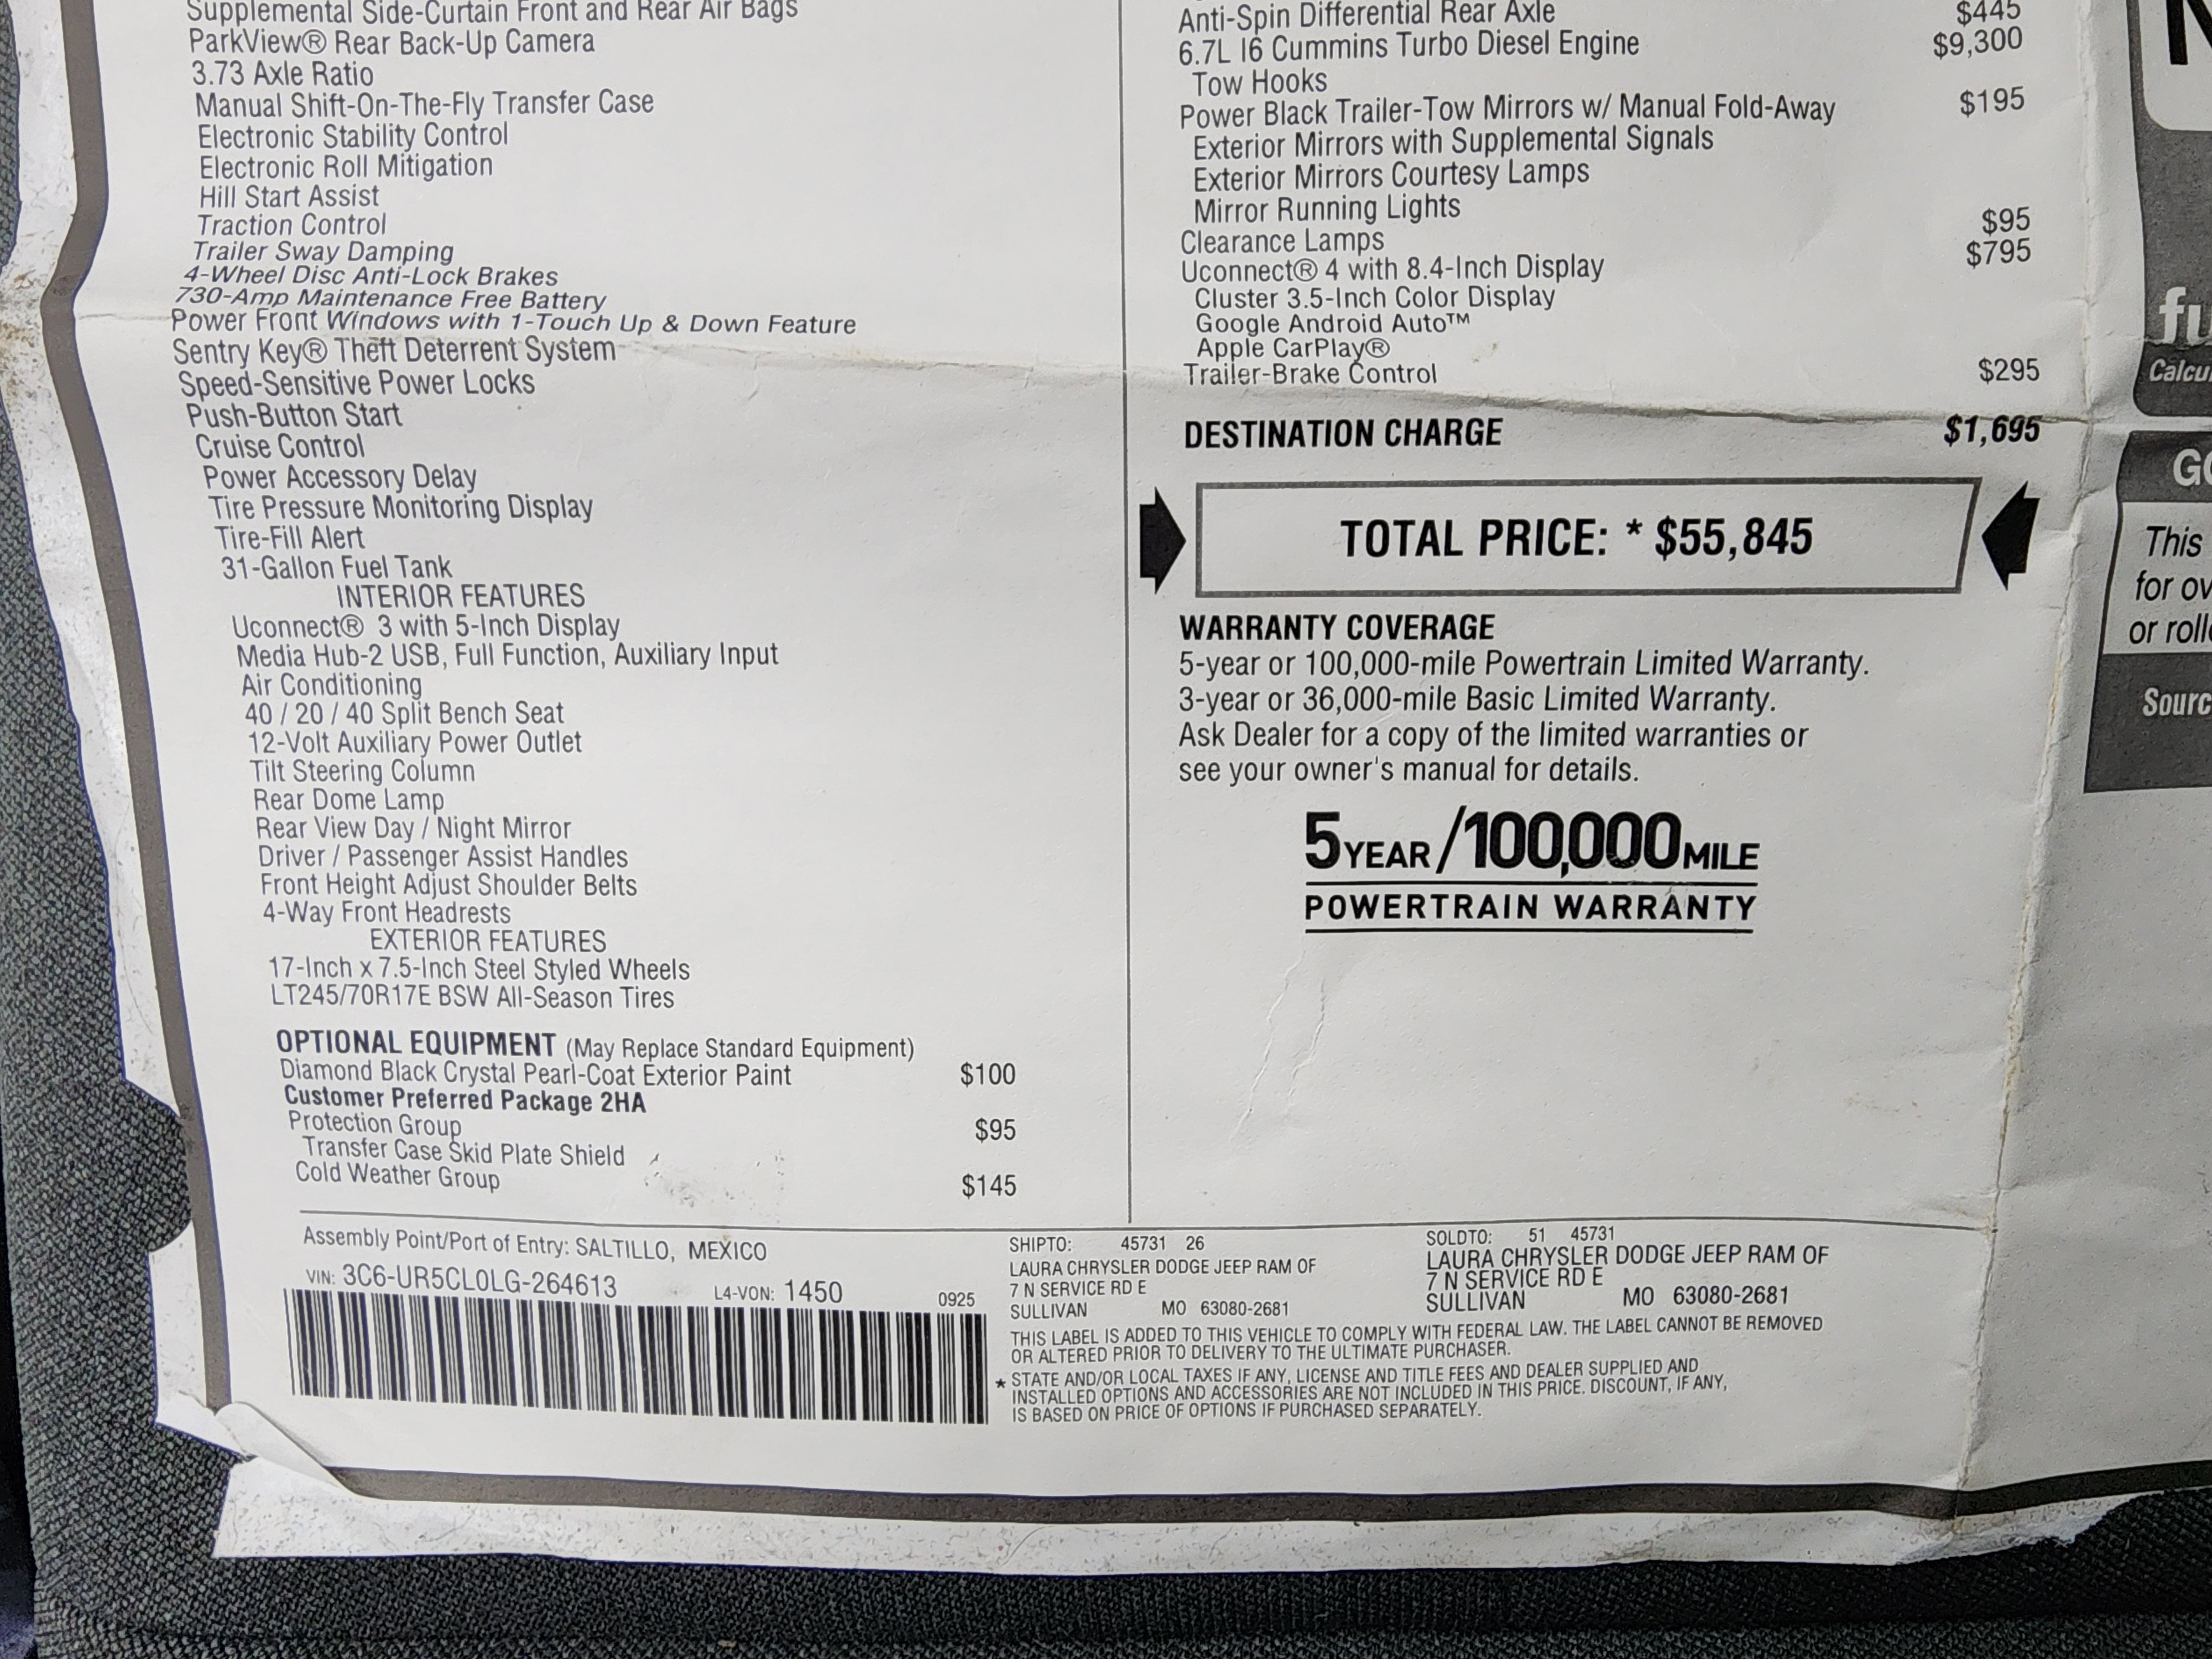 Supplemental Side-Curtain Front and Rear Air Bags
ParkView® Rear Back-Up Camera
3.73 Axle Ratio
Manual Shift-On-The-Fly Transfer Case
Electronic Stability Control
Electronic Roll Mitigation
Hill Start Assist
Traction Control
Trailer Sway Damping
4-Wheel Disc Anti-Lock Brakes
730-Amp Maintenance Free Battery
Power Front Windows with 1-Touch Up & Down Feature
Sentry Key® Theft Deterrent System
Speed-Sensitive Power Locks
Push-Button Start
Cruise Control
Power Accessory Delay
Tire Pressure Monitoring Display
Tire-Fill Alert
31-Gallon Fuel Tank
INTERIOR FEATURES
Uconnect® 3 with 5-Inch Display
Media Hub-2 USB, Full Function, Auxiliary Input
Air Conditioning
40 / 20 / 40 Split Bench Seat
12-Volt Auxiliary Power Outlet
Tilt Steering Column
Rear Dome Lamp
Rear View Day / Night Mirror
Driver / Passenger Assist Handles
Front Height Adjust Shoulder Belts
4-Way Front Headrests
EXTERIOR FEATURES
17-Inch x 7.5-Inch Steel Styled Wheels
LT245/70R17E BSW All-Season Tires
OPTIONAL EQUIPMENT (May Replace Standard Equipment)
Diamond Black Crystal Pearl-Coat Exterior Paint $100
Customer Preferred Package 2HA
Protection Group $95
Transfer Case Skid Plate Shield
Cold Weather Group $145
Anti-Spin Differential Rear Axle $445
6.7L I6 Cummins Turbo Diesel Engine $9,300
Tow Hooks
Power Black Trailer-Tow Mirrors w/ Manual Fold-Away $195
Exterior Mirrors with Supplemental Signals
Exterior Mirrors Courtesy Lamps
Mirror Running Lights
Clearance Lamps $95
Uconnect® 4 with 8.4-Inch Display $795
Cluster 3.5-Inch Color Display
Google Android Auto™
Apple CarPlay®
Trailer-Brake Control $295
DESTINATION CHARGE $1,695
TOTAL PRICE: * $55,845
WARRANTY COVERAGE
5-year or 100,000-mile Powertrain Limited Warranty.
3-year or 36,000-mile Basic Limited Warranty.
Ask Dealer for a copy of the limited warranties or
see your owner's manual for details.
5 YEAR/100,000 MILE
POWERTRAIN WARRANTY
Assembly Point/Port of Entry: SALTILLO, MEXICO
VIN: 3C6-UR5CL0LG-264613 L4-VON: 1450
0925
SHIPTO: 45731 26
LAURA CHRYSLER DODGE JEEP RAM OF
7 N SERVICE RD E
SULLIVAN MO 63080-2681
SOLDTO: 51 45731
LAURA CHRYSLER DODGE JEEP RAM OF
7 N SERVICE RD E
SULLIVAN MO 63080-2681
THIS LABEL IS ADDED TO THIS VEHICLE TO COMPLY WITH FEDERAL LAW. THE LABEL CANNOT BE REMOVED
OR ALTERED PRIOR TO DELIVERY TO THE ULTIMATE PURCHASER.
* STATE AND/OR LOCAL TAXES IF ANY, LICENSE AND TITLE FEES AND DEALER SUPPLIED AND
INSTALLED OPTIONS AND ACCESSORIES ARE NOT INCLUDED IN THIS PRICE. DISCOUNT, IF ANY,
IS BASED ON PRICE OF OPTIONS IF PURCHASED SEPARATELY.
This
for